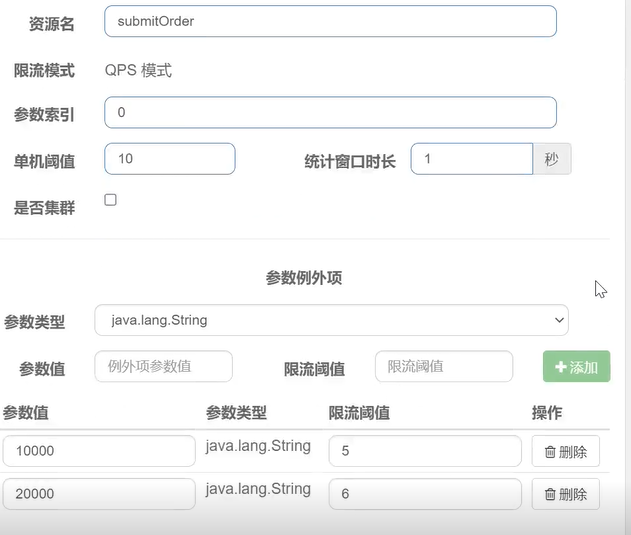 资源名 submitOrder
限流模式 QPS 模式
参数索引 0
单机阈值 10 统计窗口时长 1 秒
是否集群
参数例外项
参数类型 java.lang.String
参数值 例外项参数值 限流阈值 限流阈值 添加
参数值 参数类型 限流阈值 操作
10000 java.lang.String 5 删除
20000 java.lang.String 6 删除